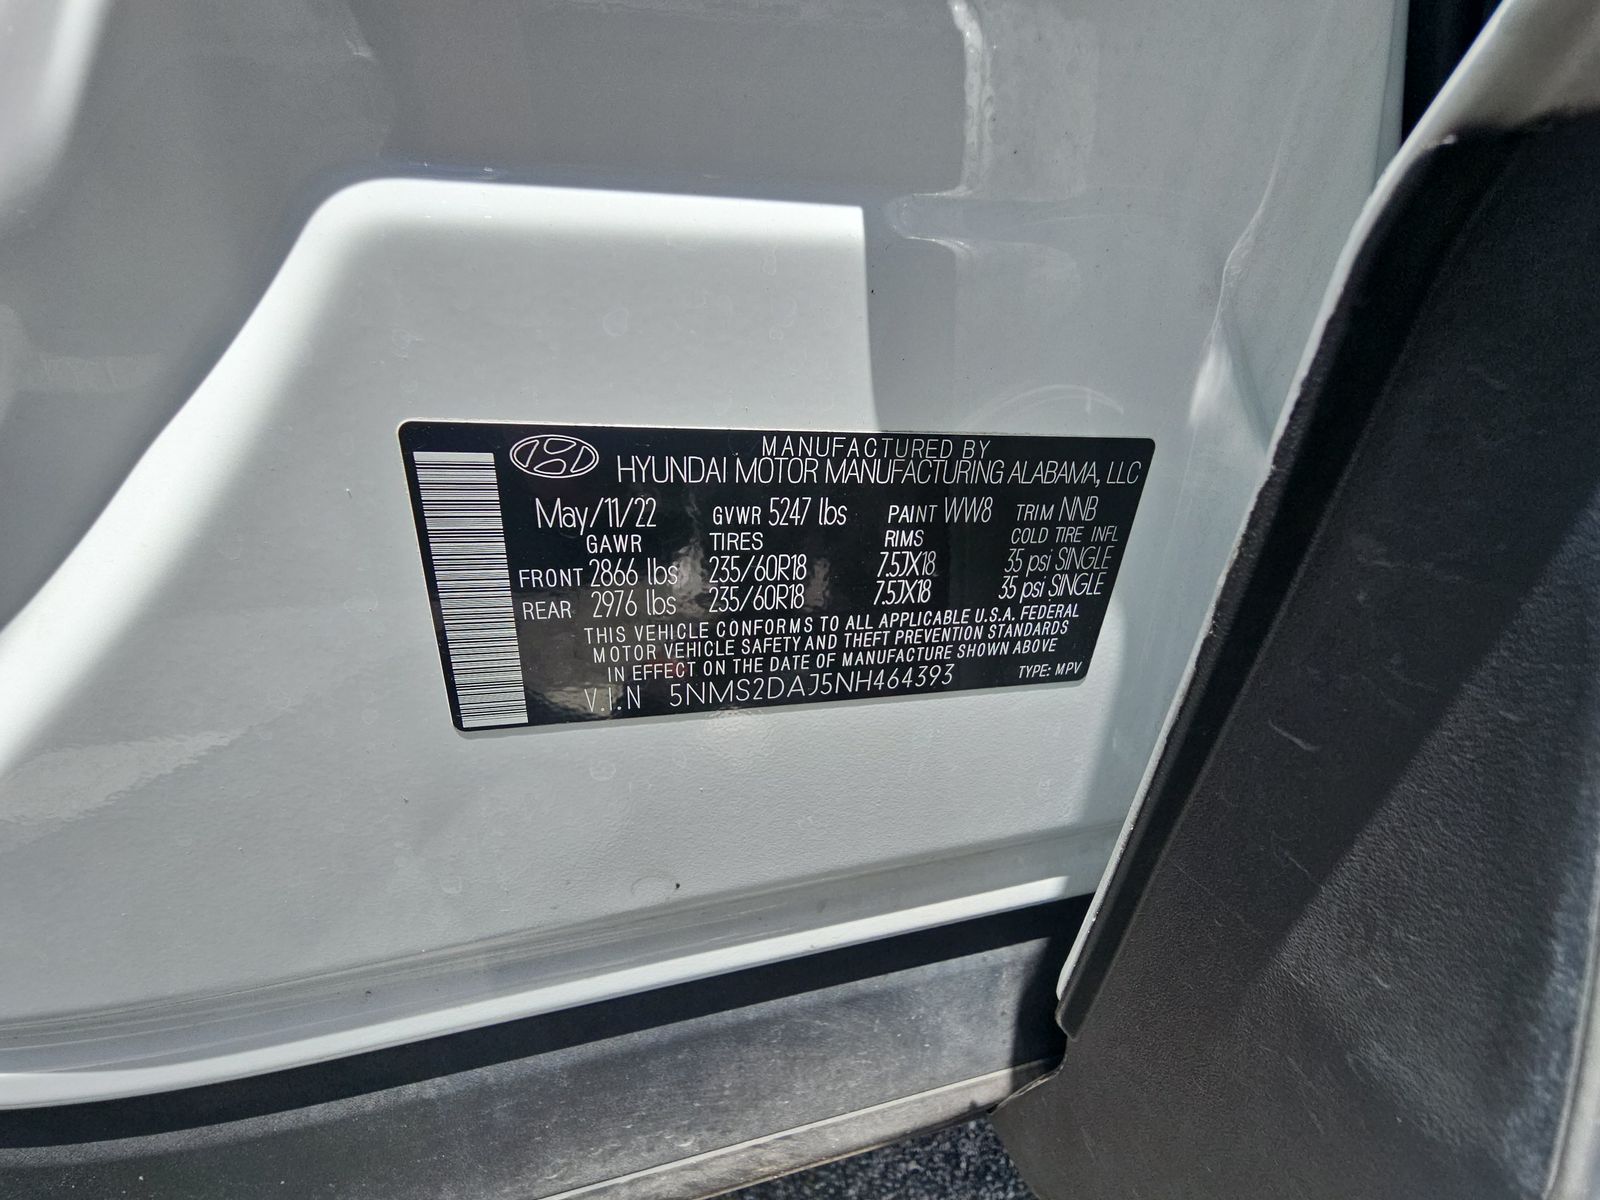 MANUFACTURED BY
HYUNDAI MOTOR MANUFACTURING ALABAMA, LLC
May/11/22 GVWR 5247 lbs PAINT WW8 TRIM NNB
GAWR TIRES RIMS COLD TIRE INFL
FRONT 2866 lbs 235/60R18 7.5JX18 35 psi SINGLE
REAR 2976 lbs 235/60R18 7.5JX18 35 psi SINGLE
THIS VEHICLE CONFORMS TO ALL APPLICABLE U.S.A. FEDERAL
MOTOR VEHICLE SAFETY AND THEFT PREVENTION STANDARDS
IN EFFECT ON THE DATE OF MANUFACTURE SHOWN ABOVE
V.I.N 5NMS2DAJ5NH464393 TYPE: MPV